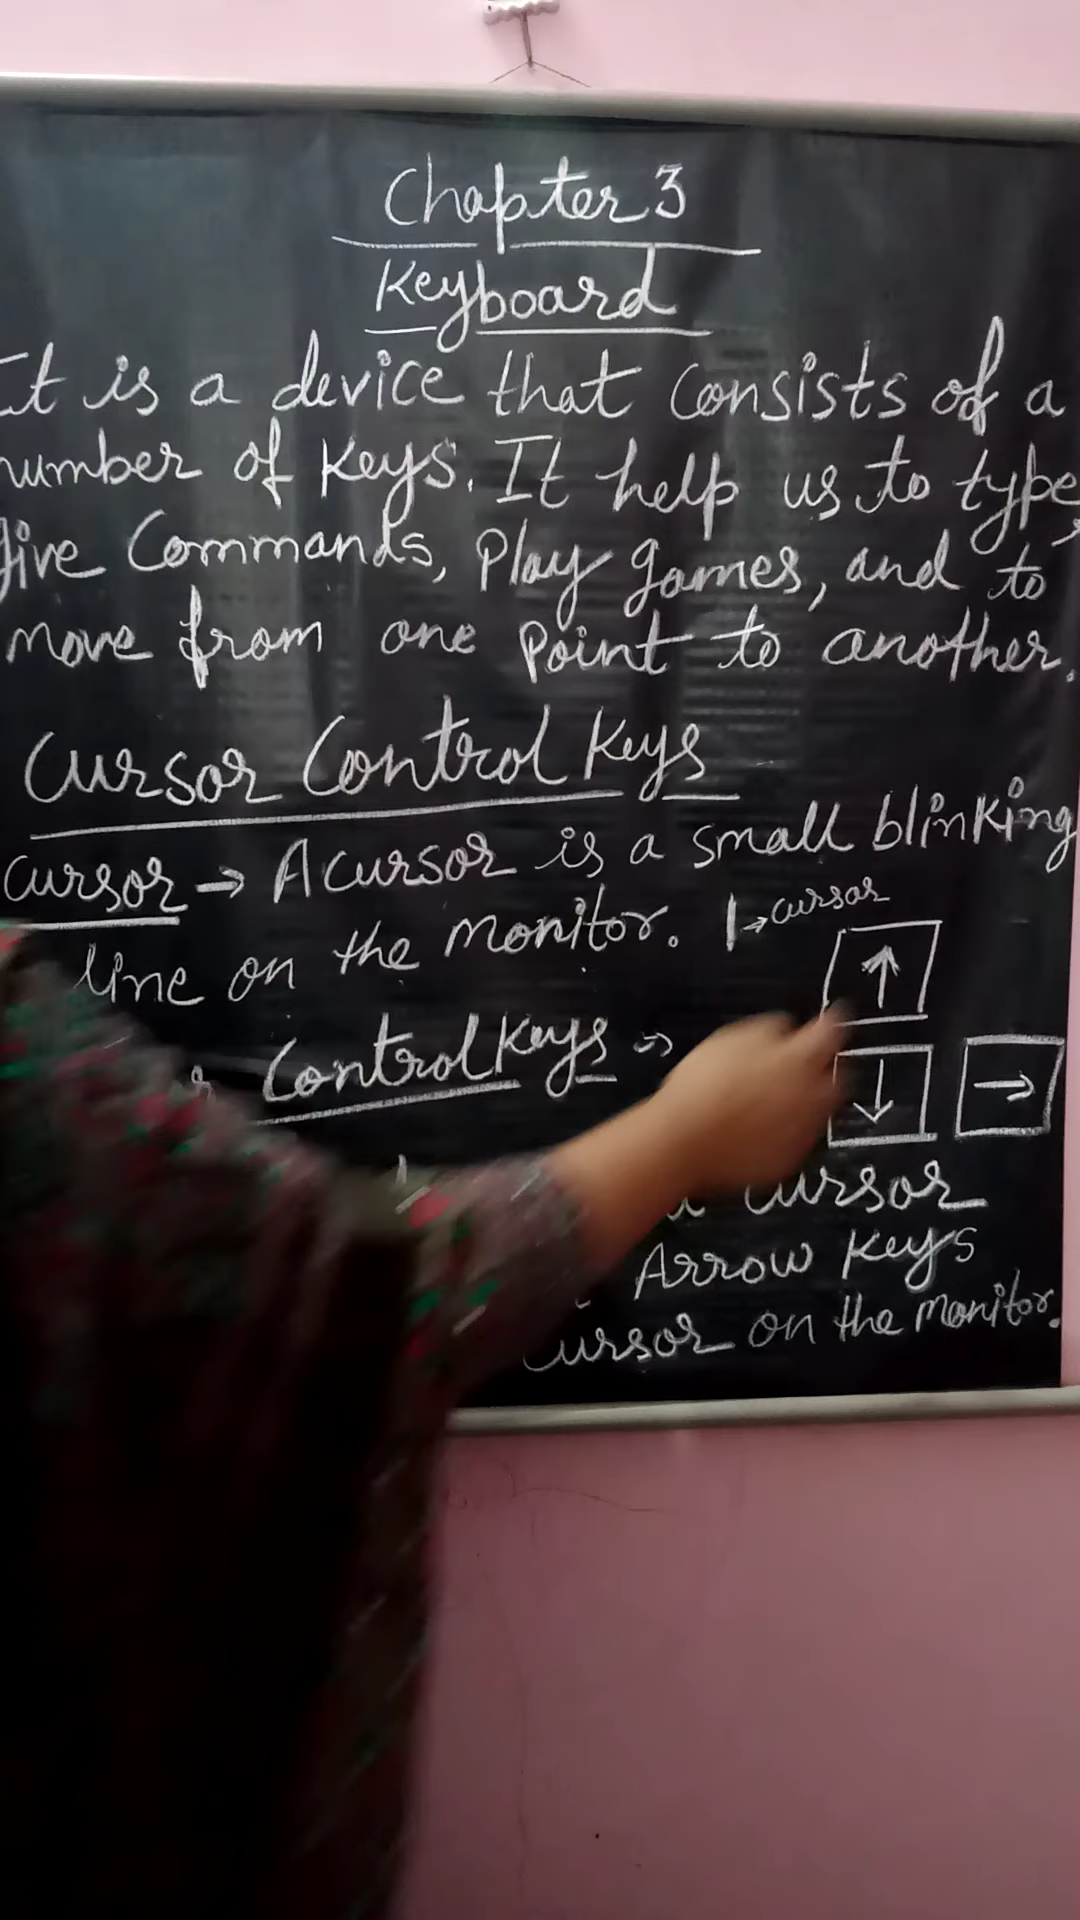 Chapter 3
Keyboard
It is a device that consists of a
number of Keys. It help us to type,
give Commands, Play games, and to
move from one Point to another.
Cursor Control Keys
Cursor → A cursor is a small blinking
line on the monitor. | → cursor
↑
Control Keys →
↓ →
cursor
Arrow Keys
cursor on the monitor.